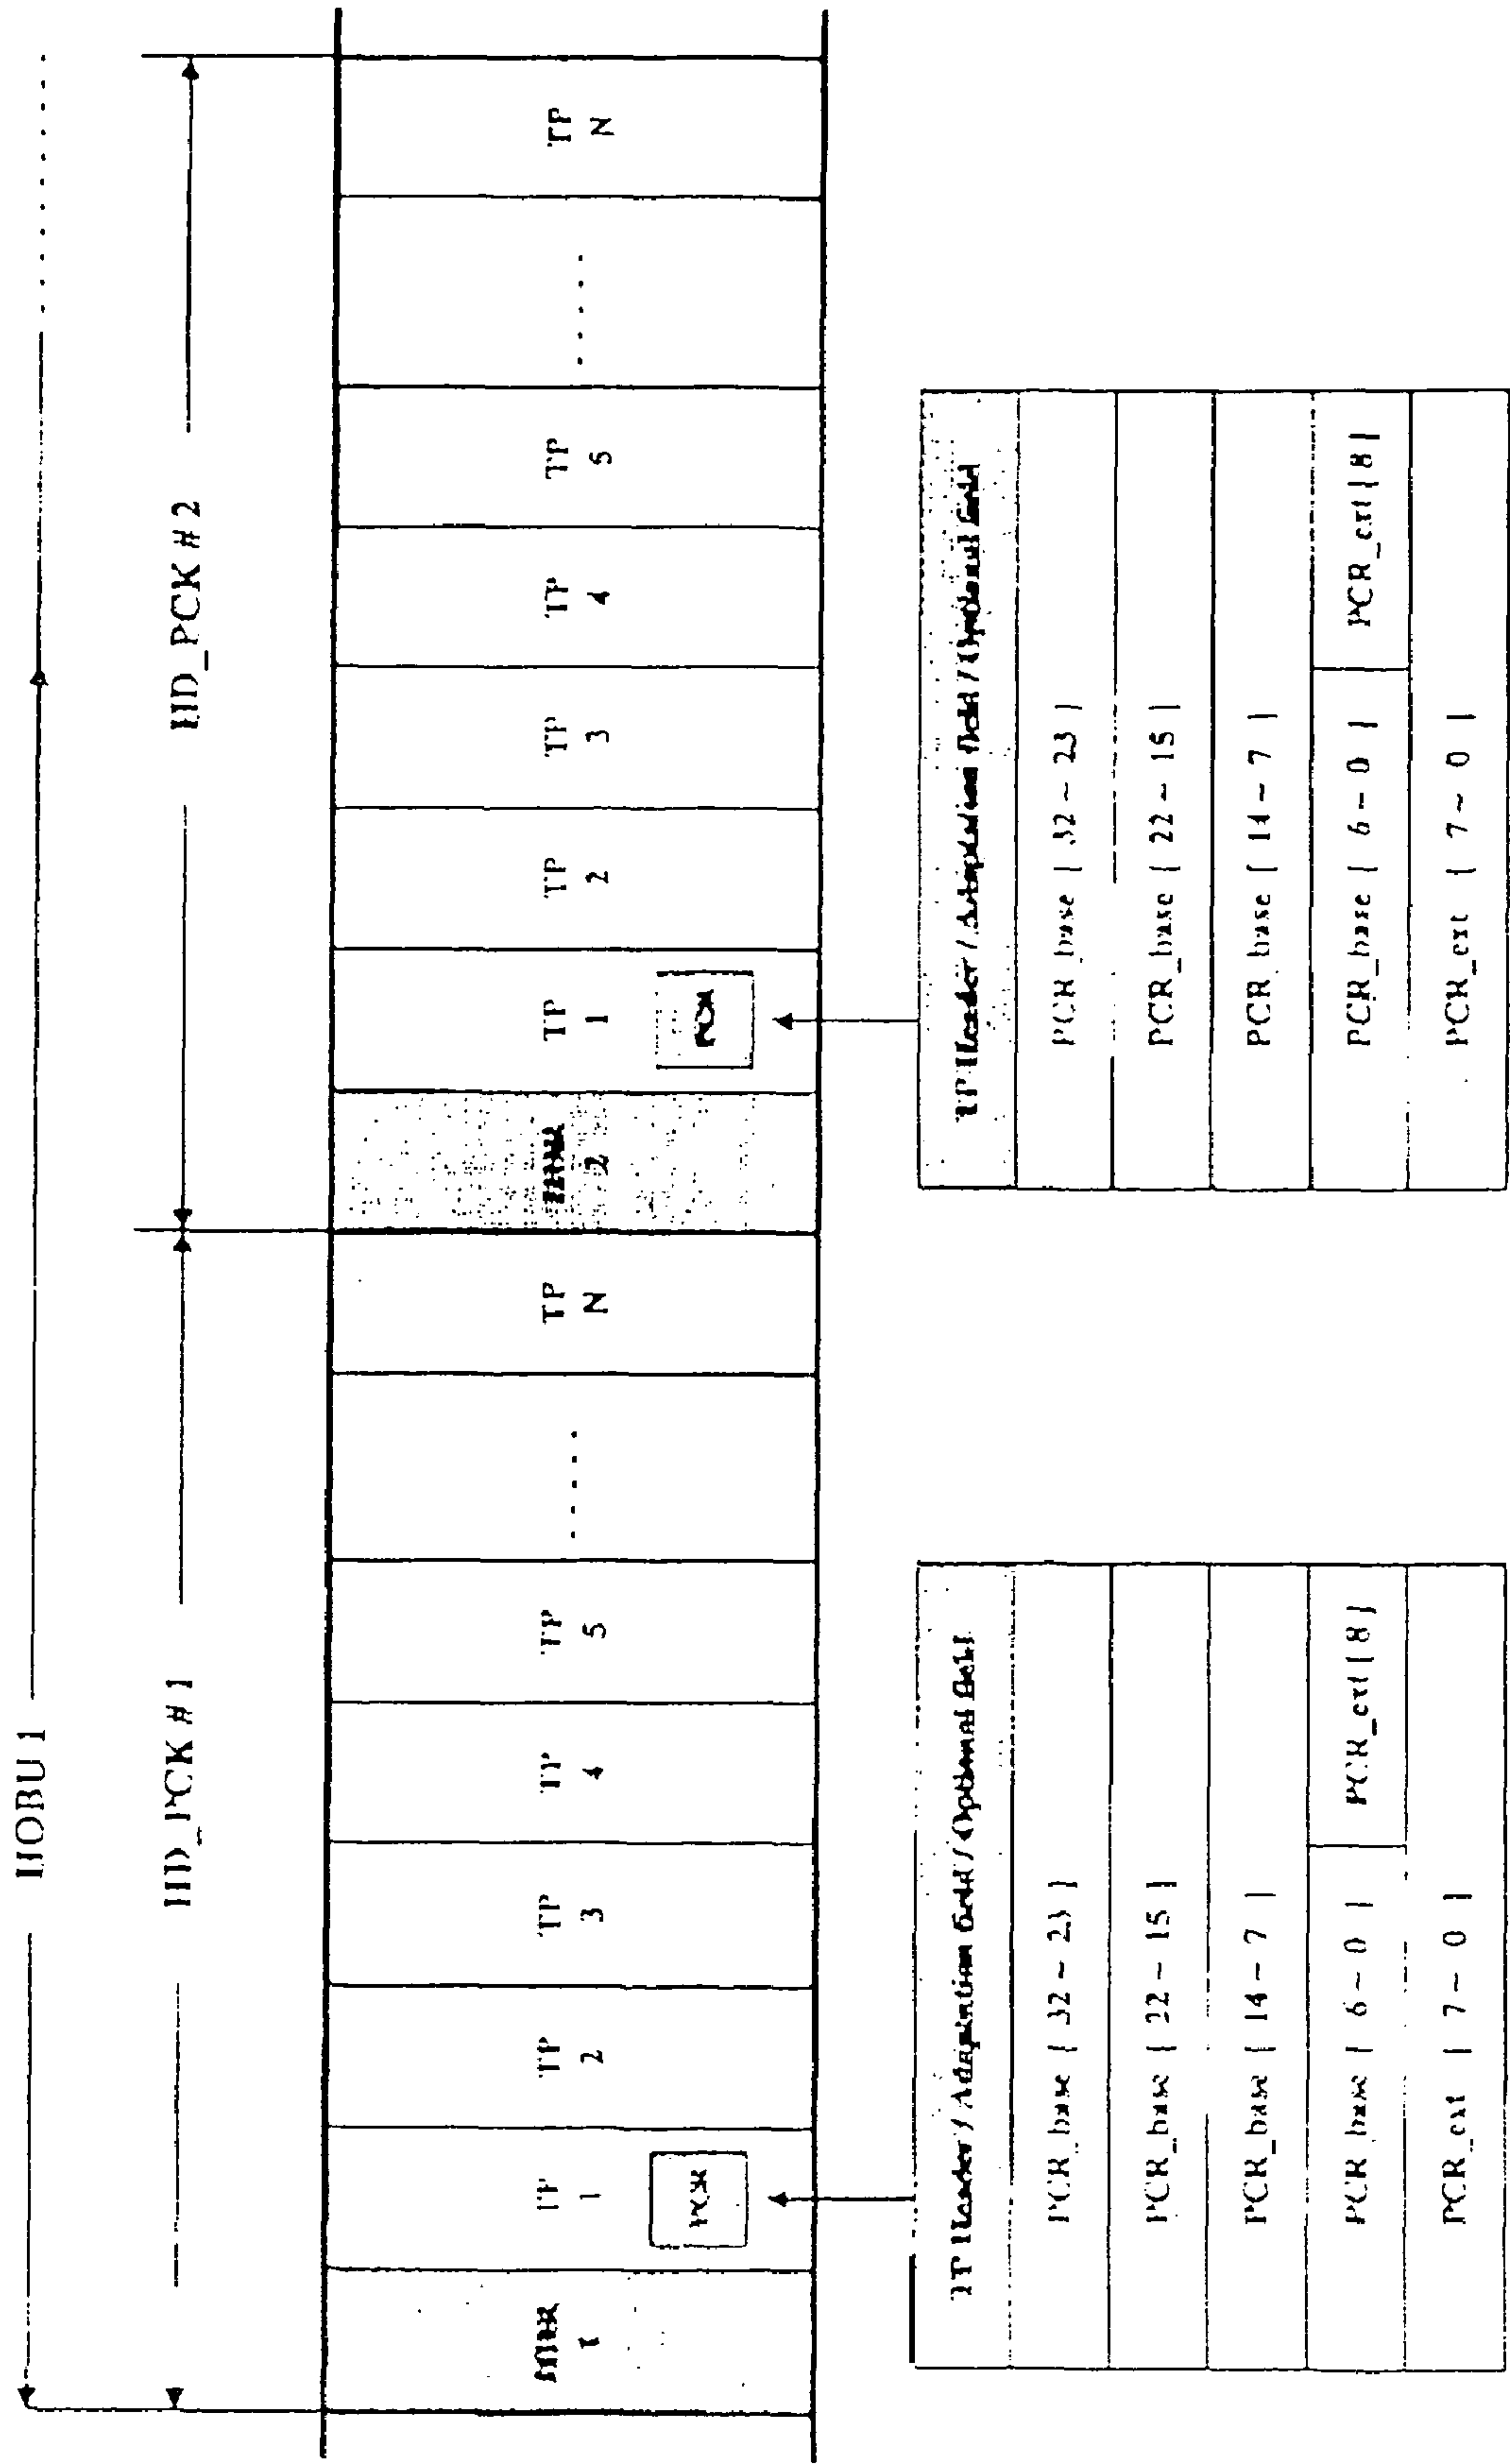 HOBU 1
HD_PCK # 1
HD_PCK # 2
1
TP 1
PCR
TP 2
TP 3
TP 4
TP 5
. . . . .
TP N
2
TP 1
PCR
TP 2
TP 3
TP 4
TP 5
. . . . .
TP N
TP Header / Adaptation field / Optional field
PCR_base [ 32 ~ 23 ]
PCR_base [ 22 ~ 15 ]
PCR_base [ 14 ~ 7 ]
PCR_base [ 6 ~ 0 ] PCR_ext [ 8 ]
PCR_ext [ 7 ~ 0 ]
TP Header / Adaptation field / Optional field
PCR_base [ 32 ~ 23 ]
PCR_base [ 22 ~ 15 ]
PCR_base [ 14 ~ 7 ]
PCR_base [ 6 ~ 0 ] PCR_ext [ 8 ]
PCR_ext [ 7 ~ 0 ]